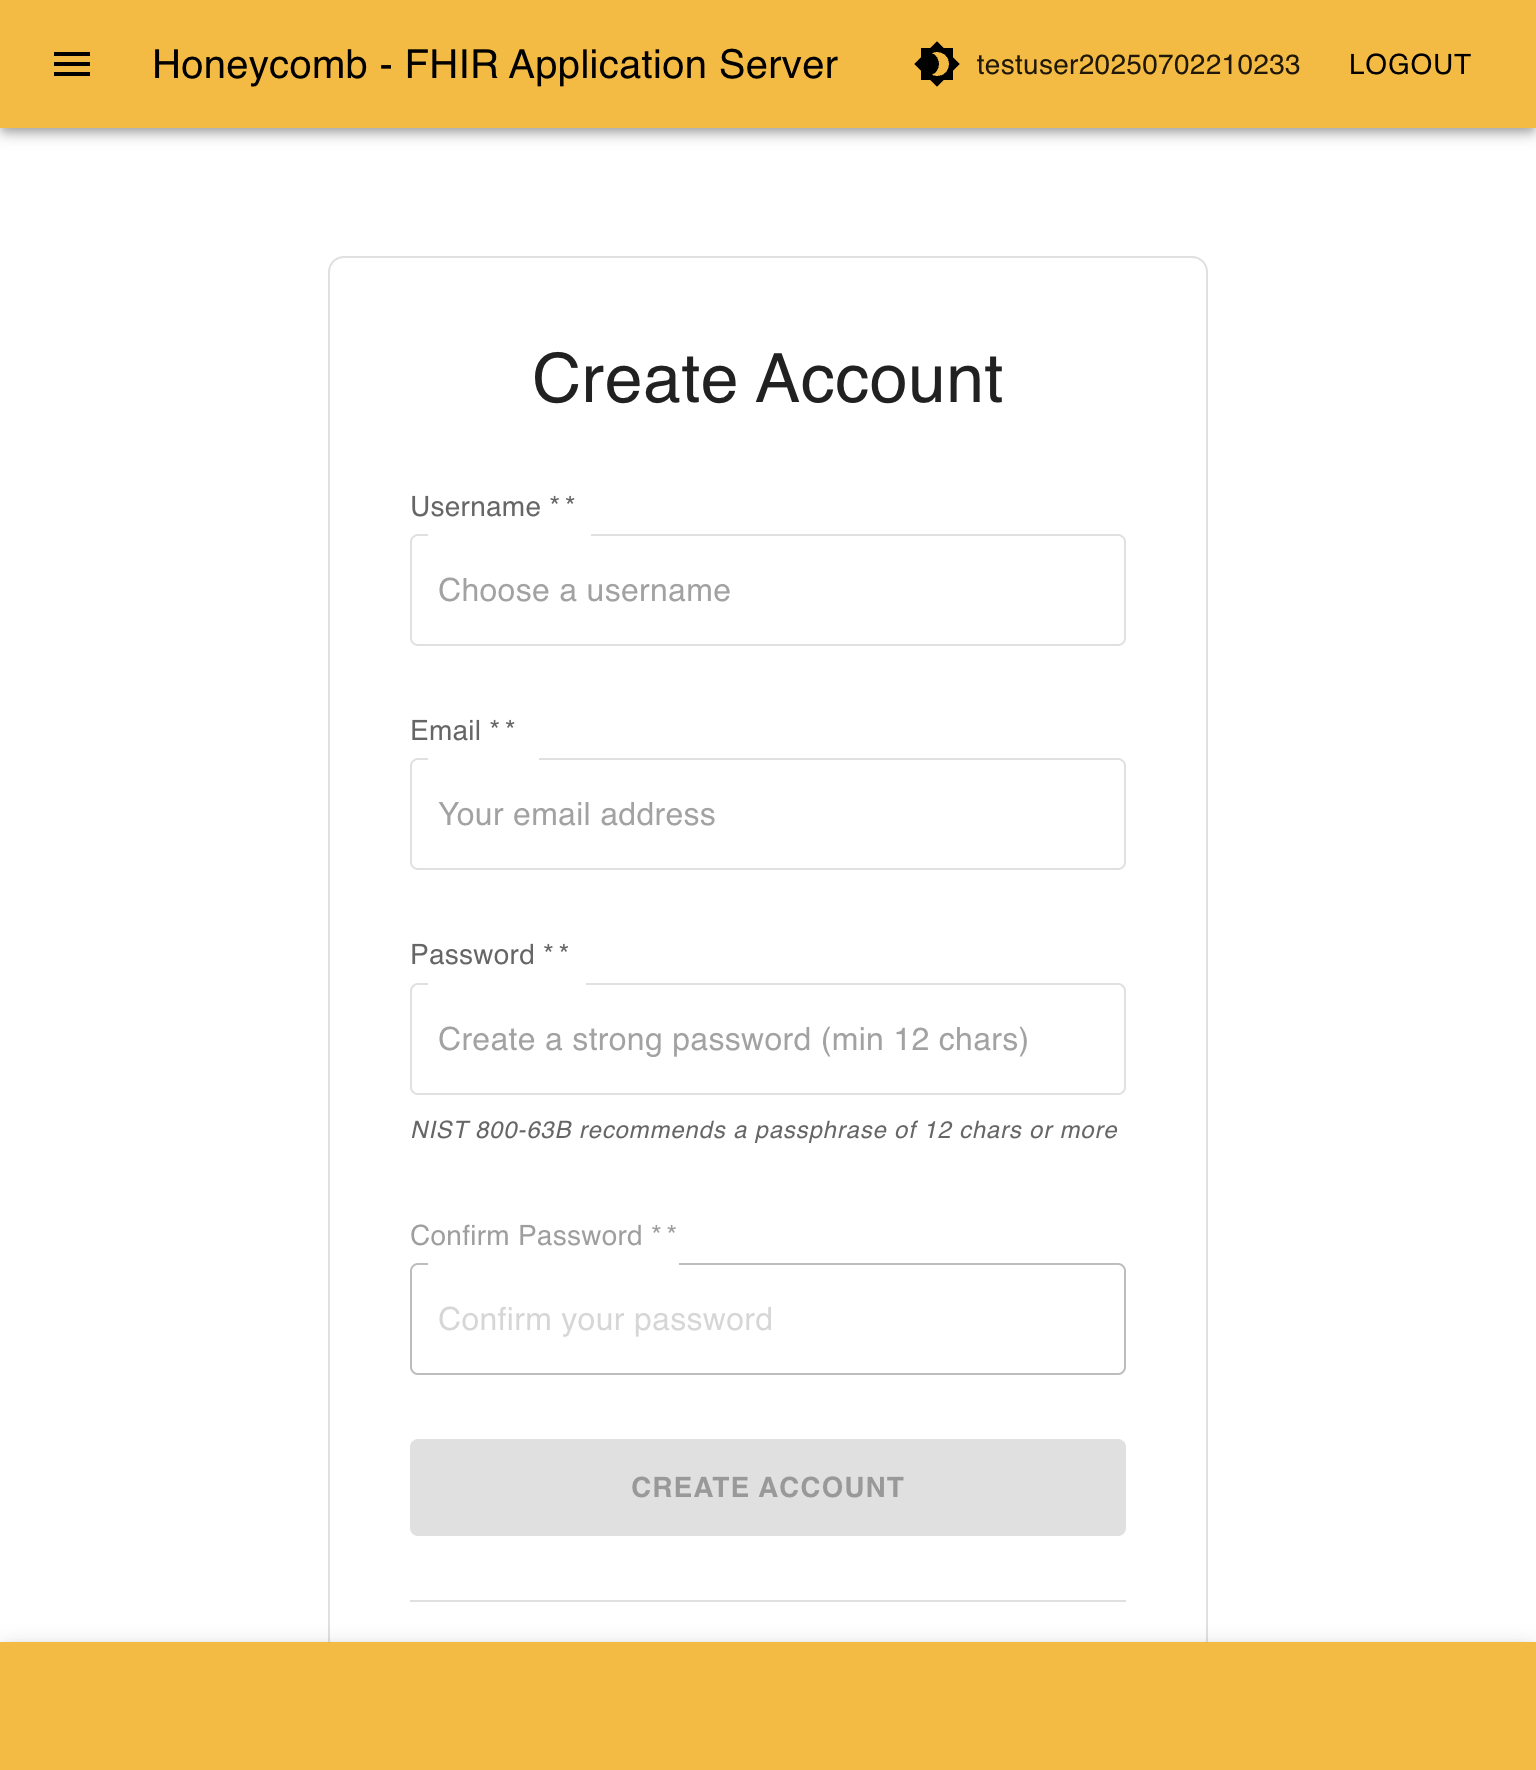 Honeycomb - FHIR Application Server
testuser20250702210233
LOGOUT
Create Account
Username * *
Choose a username
Email * *
Your email address
Password * *
Create a strong password (min 12 chars)
NIST 800-63B recommends a passphrase of 12 chars or more
Confirm Password * *
Confirm your password
CREATE ACCOUNT